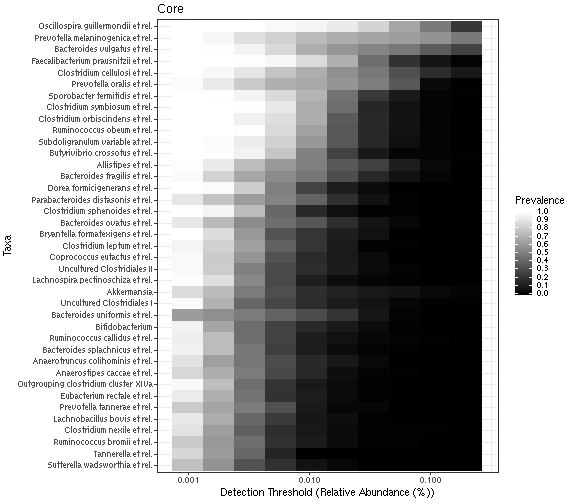 Core
Oscillospira guillermondii et rel.
Prevotella melaninogenica et rel.
Bacteroides vulgatus et rel.
Faecalibacterium prausnitzii et rel.
Clostridium cellulosi et rel.
Prevotella oralis et rel.
Sporobacter termitidis et rel.
Clostridium symbiosum et rel.
Clostridium orbiscindens et rel.
Ruminococcus obeum et rel.
Subdoligranulum variable at rel.
Butyrivibrio crossotus et rel.
Allistipes et rel.
Bacteroides fragilis et rel.
Dorea formicigenerans et rel.
Parabacteroides distasonis et rel.
Clostridium sphenoides et rel.
Bacteroides ovatus et rel.
Bryantella formatexigens et rel.
Clostridium leptum et rel.
Coprococcus eutactus et rel.
Uncultured Clostridiales II
Lachnospira pectinoschiza et rel.
Akkermansia
Uncultured Clostridiales I
Bacteroides uniformis et rel.
Bifidobacterium
Ruminococcus callidus et rel.
Bacteroides splachnicus et rel.
Anaerotruncus colihominis et rel.
Anaerostipes caccae et rel.
Outgrouping clostridium cluster XIVa
Eubacterium rectale et rel.
Prevotella tannerae et rel.
Lachnobacillus bovis et rel.
Clostridium nexile et rel.
Ruminococcus bromii et rel.
Tannerella et rel.
Sutterella wadsworthia et rel.
Taxa
0.001
0.010
0.100
Detection Threshold (Relative Abundance (%))
Prevalence
1.0
0.9
0.8
0.7
0.6
0.5
0.4
0.3
0.2
0.1
0.0